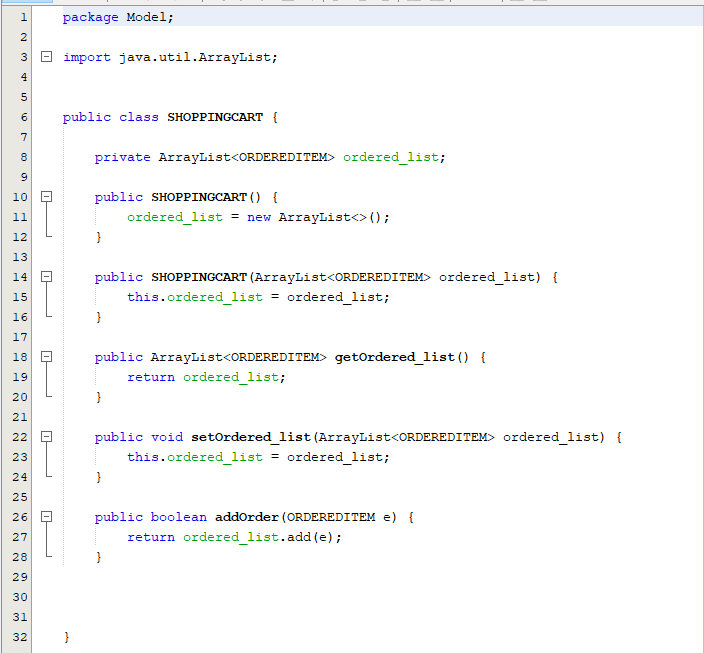 1 package Model;
2
3 import java.util.ArrayList;
4
5
6 public class SHOPPINGCART {
7
8 private ArrayList<ORDEREDITEM> ordered_list;
9
10 public SHOPPINGCART() {
11 ordered_list = new ArrayList<>();
12 }
13
14 public SHOPPINGCART(ArrayList<ORDEREDITEM> ordered_list) {
15 this.ordered_list = ordered_list;
16 }
17
18 public ArrayList<ORDEREDITEM> getOrdered_list() {
19 return ordered_list;
20 }
21
22 public void setOrdered_list(ArrayList<ORDEREDITEM> ordered_list) {
23 this.ordered_list = ordered_list;
24 }
25
26 public boolean addOrder(ORDEREDITEM e) {
27 return ordered_list.add(e);
28 }
29
30
31
32 }